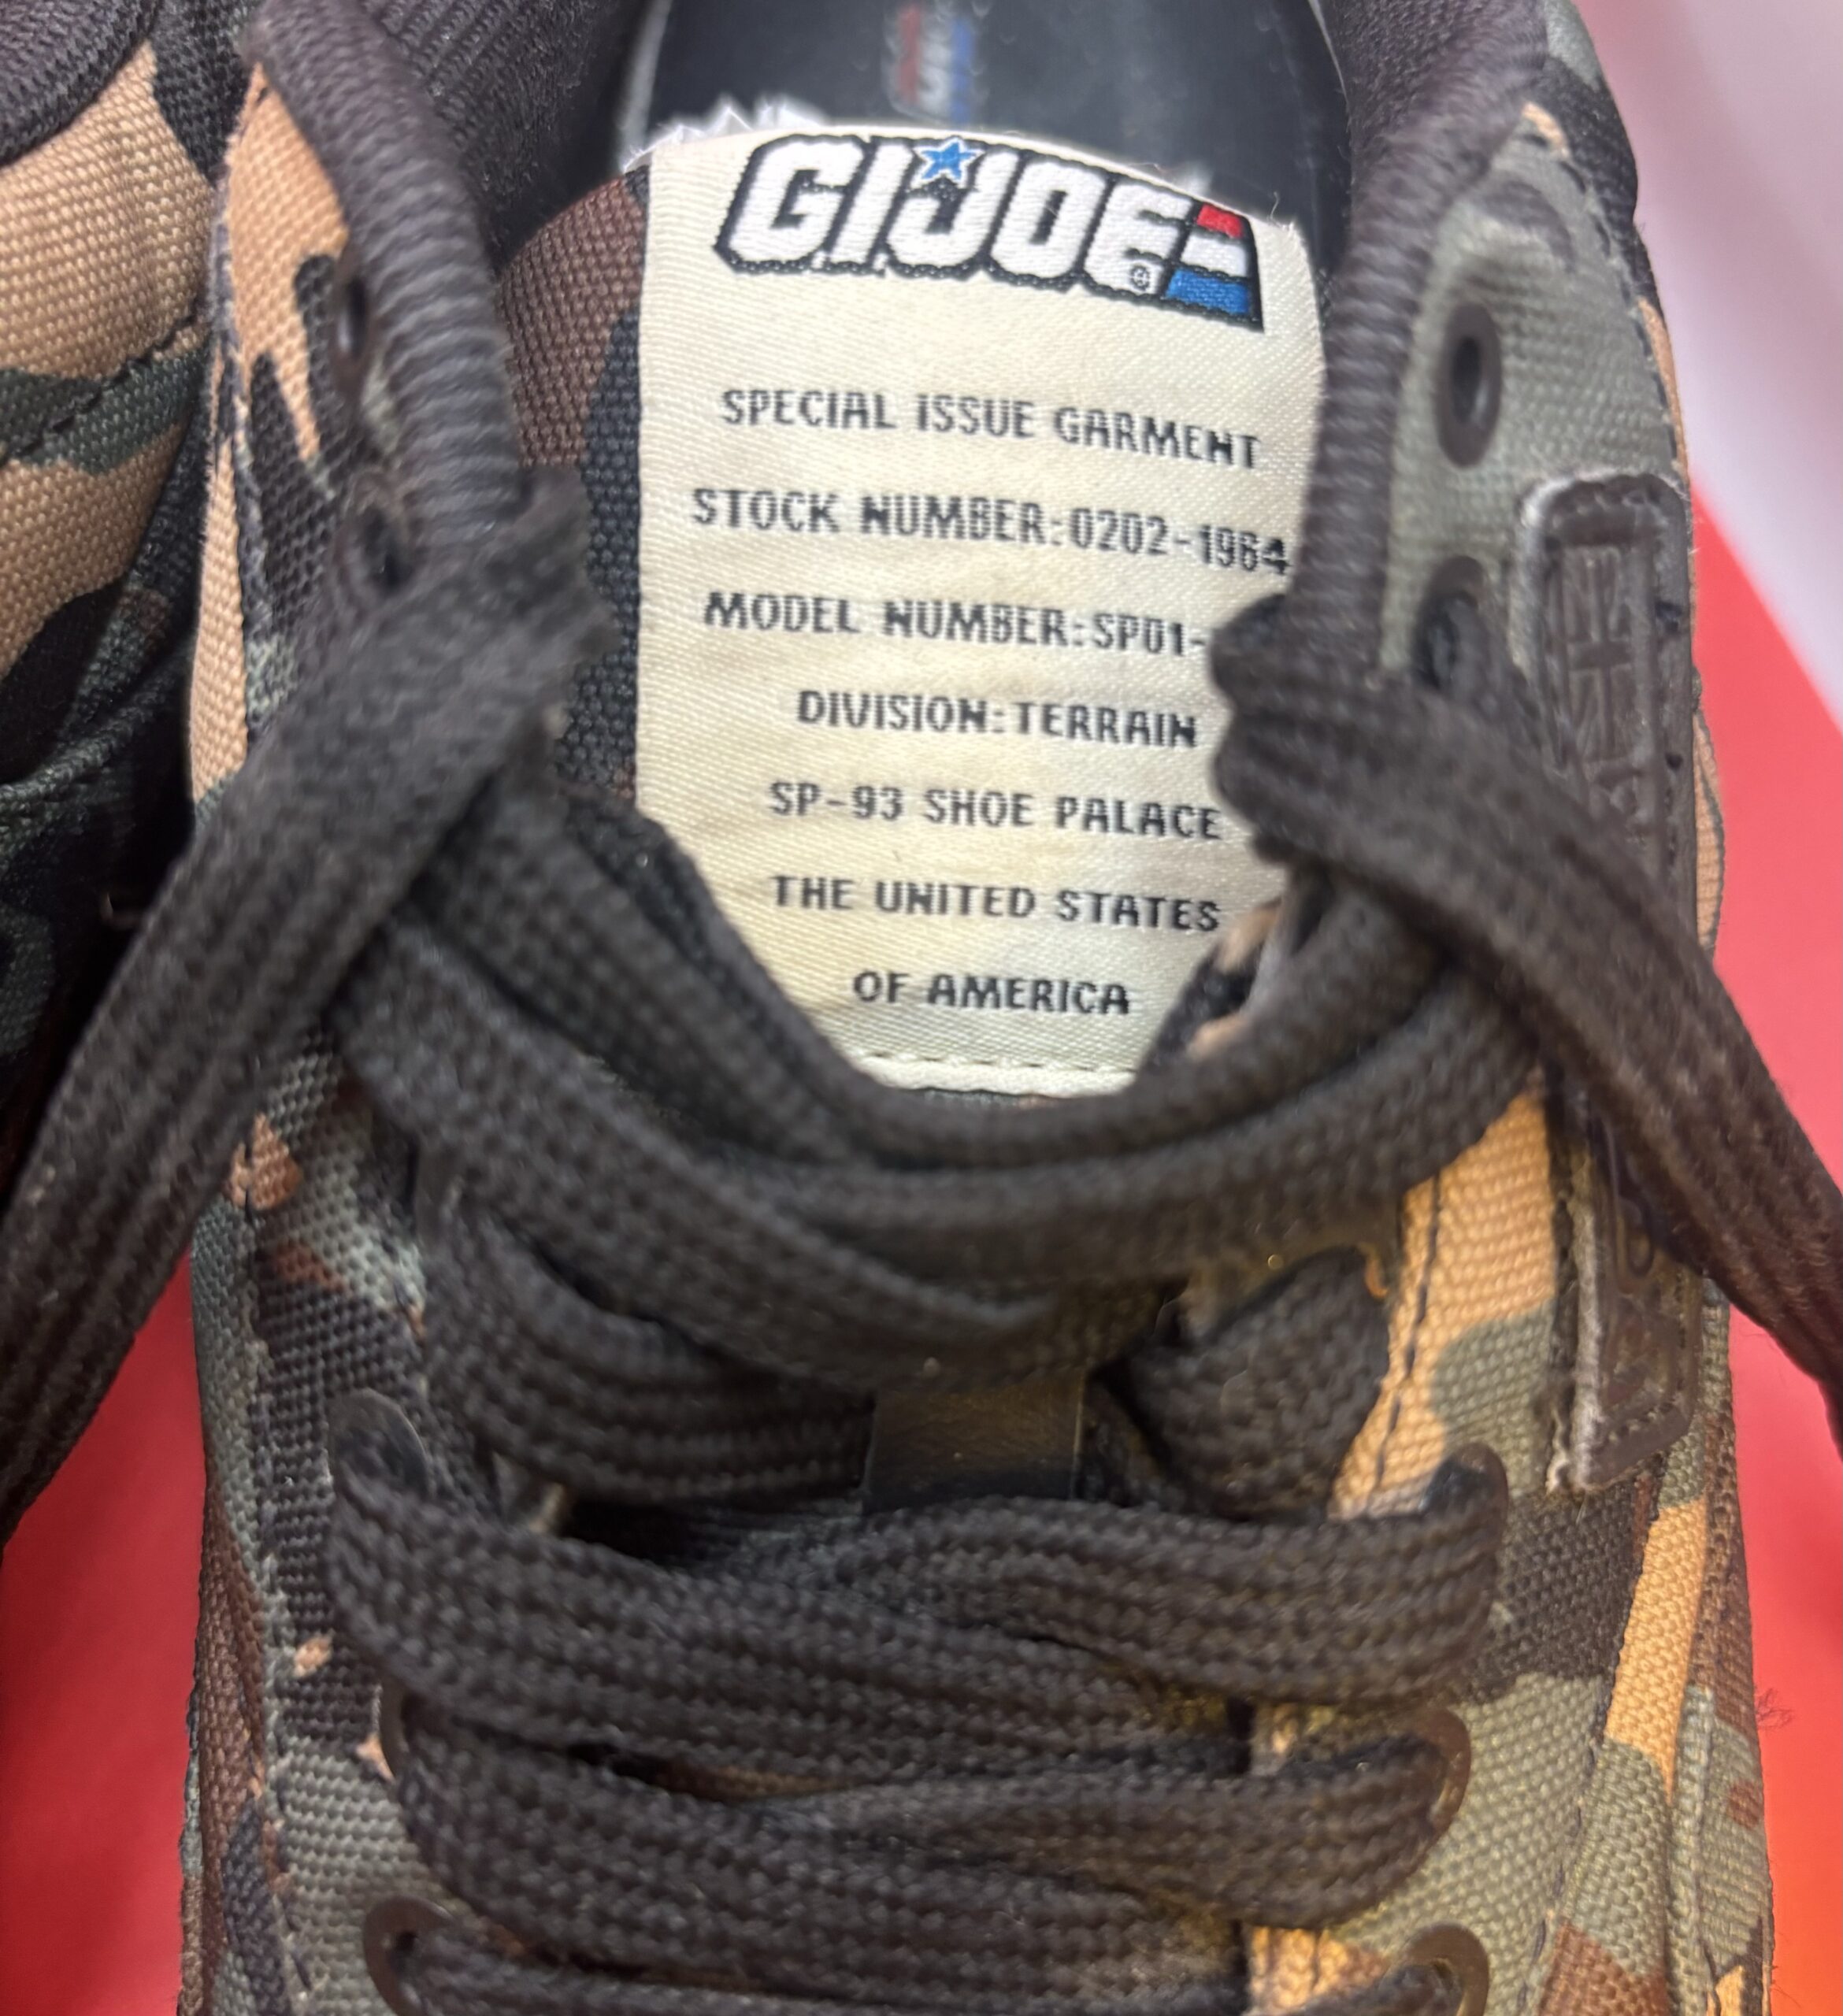 G.I.JOE
SPECIAL ISSUE GARMENT
STOCK NUMBER:0202-1964
MODEL NUMBER:SP01-
DIVISION:TERRAIN
SP-93 SHOE PALACE
THE UNITED STATES
OF AMERICA